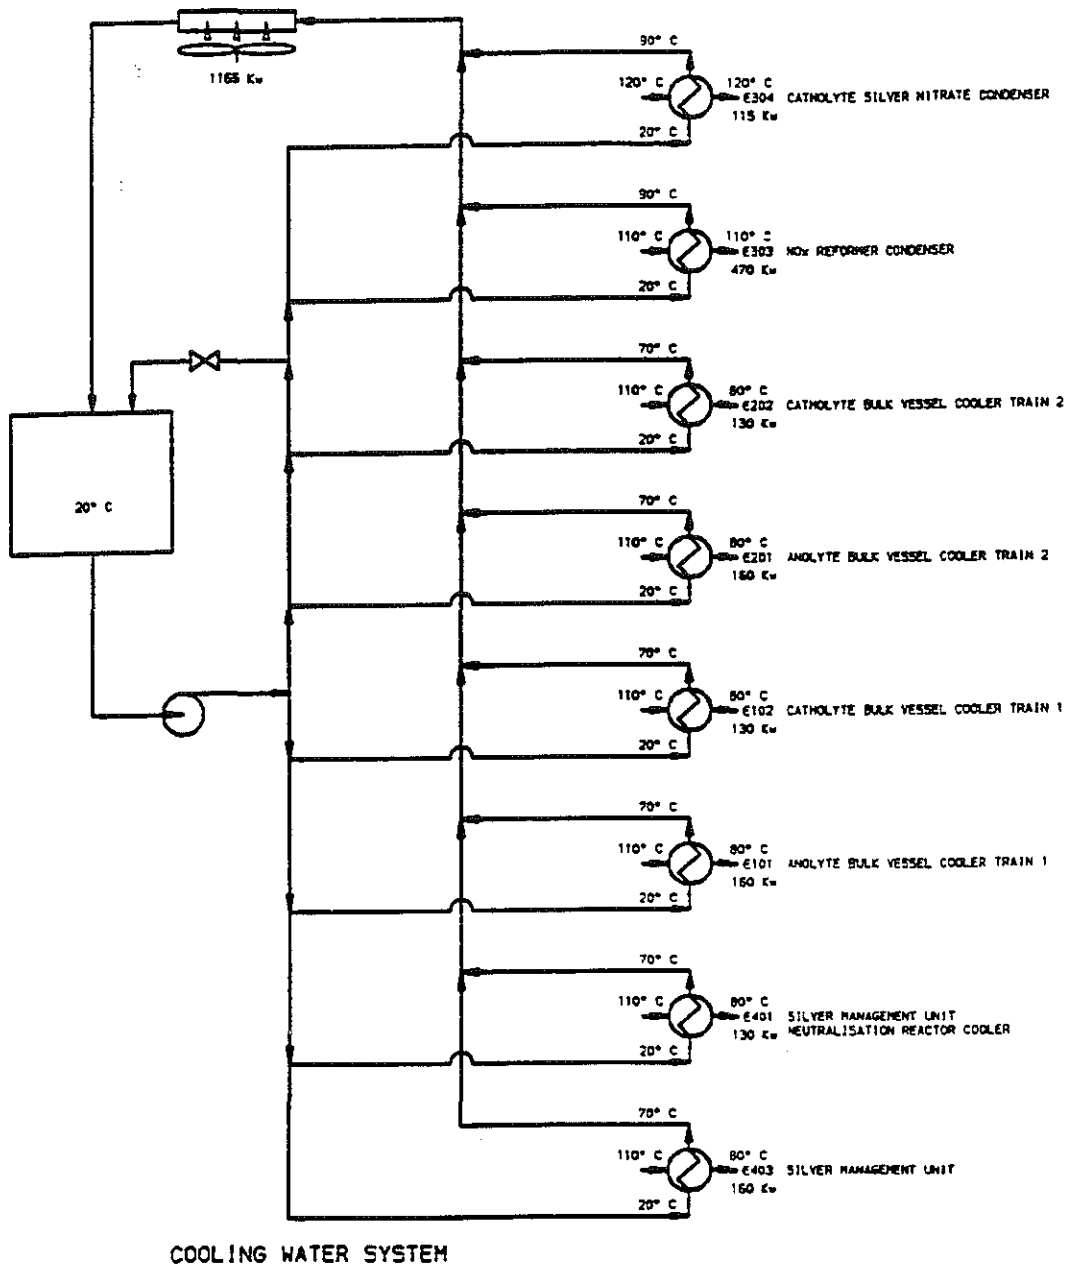 1165 Kw
90° C
120° C
120° C
E304 CATHOLYTE SILVER NITRATE CONDENSER
115 Kw
20° C
90° C
110° C
110° C
E303 NOx REFORMER CONDENSER
470 Kw
20° C
70° C
110° C
80° C
E202 CATHOLYTE BULK VESSEL COOLER TRAIN 2
130 Kw
20° C
20° C
70° C
110° C
80° C
E201 ANOLYTE BULK VESSEL COOLER TRAIN 2
160 Kw
20° C
70° C
110° C
80° C
E102 CATHOLYTE BULK VESSEL COOLER TRAIN 1
130 Kw
20° C
70° C
110° C
80° C
E101 ANOLYTE BULK VESSEL COOLER TRAIN 1
160 Kw
20° C
70° C
110° C
80° C
E401 SILVER MANAGEMENT UNIT
130 Kw NEUTRALISATION REACTOR COOLER
20° C
70° C
110° C
80° C
E403 SILVER MANAGEMENT UNIT
160 Kw
20° C
COOLING WATER SYSTEM